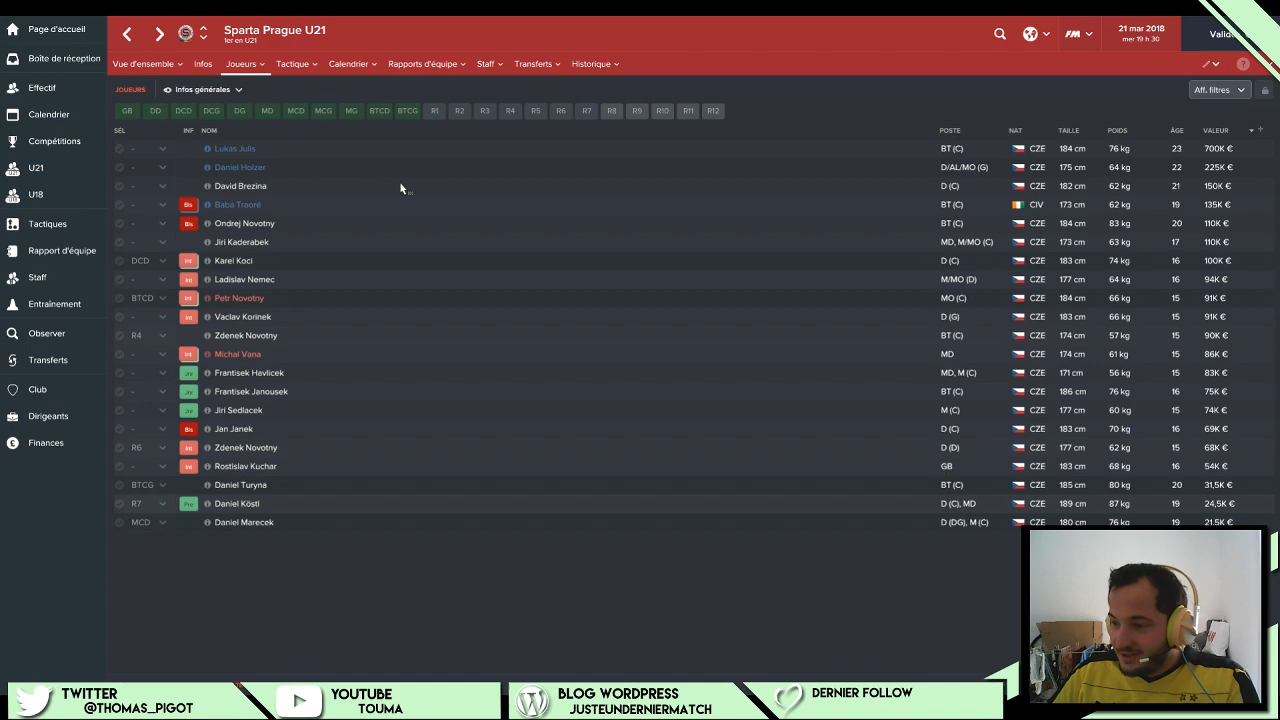 Page d'accueil
Boîte de réception
Effectif
Calendrier
Compétitions
U21
U18
Tactiques
Rapport d'équipe
Staff
Entraînement
Observer
Transferts
Club
Dirigeants
Finances
Sparta Prague U21
1er en U21
FM
21 mar 2018
mer 19 h 30
Vue d'ensemble Infos Joueurs Tactique Calendrier Rapports d'équipe Staff Transferts Historique
JOUEURS Infos générales Aff. filtres
GB DD DCD DCG DG MD MCD MCG MG BTCD BTCG R1 R2 R3 R4 R5 R6 R7 R8 R9 R10 R11 R12
SÉL INF NOM POSTE NAT TAILLE POIDS ÂGE VALEUR
- Lukas Julis BT (C) CZE 184 cm 76 kg 23 700K €
- Daniel Holzer D/AL/MO (G) CZE 175 cm 64 kg 22 225K €
- David Brezina D (C) CZE 182 cm 62 kg 21 150K €
- Bls Baba Traoré BT (C) CIV 173 cm 62 kg 19 135K €
- Bls Ondrej Novotny BT (C) CZE 184 cm 83 kg 20 110K €
- Jiri Kaderabek MD, M/MO (C) CZE 173 cm 63 kg 17 110K €
DCD Int Karel Koci D (C) CZE 183 cm 74 kg 16 100K €
- Int Ladislav Nemec M/MO (D) CZE 177 cm 64 kg 16 94K €
BTCD Int Petr Novotny MO (C) CZE 184 cm 66 kg 15 91K €
- Int Vaclav Korinek D (G) CZE 183 cm 66 kg 15 91K €
R4 Zdenek Novotny BT (C) CZE 174 cm 57 kg 15 90K €
- Int Michal Vana MD CZE 174 cm 61 kg 15 86K €
- Jnr Frantisek Havlicek MD, M (C) CZE 171 cm 56 kg 15 83K €
- Jnr Frantisek Janousek BT (C) CZE 186 cm 76 kg 16 75K €
- Jnr Jiri Sedlacek M (C) CZE 177 cm 60 kg 15 74K €
- Bls Jan Janek D (C) CZE 183 cm 70 kg 16 69K €
R6 Int Zdenek Novotny D (D) CZE 177 cm 62 kg 15 68K €
- Int Rostislav Kuchar GB CZE 183 cm 68 kg 16 54K €
BTCG Daniel Turyna BT (C) CZE 185 cm 80 kg 20 31,5K €
R7 Pre Daniel Köstl D (C), MD CZE 189 cm 87 kg 19 24,5K €
MCD Daniel Marecek D (DG), M (C) CZE 180 cm 76 kg 19 21,5K €
TWITTER
@THOMAS_PIGOT
YOUTUBE
TOUMA
BLOG WORDPRESS
JUSTEUNDERNIERMATCH
DERNIER FOLLOW